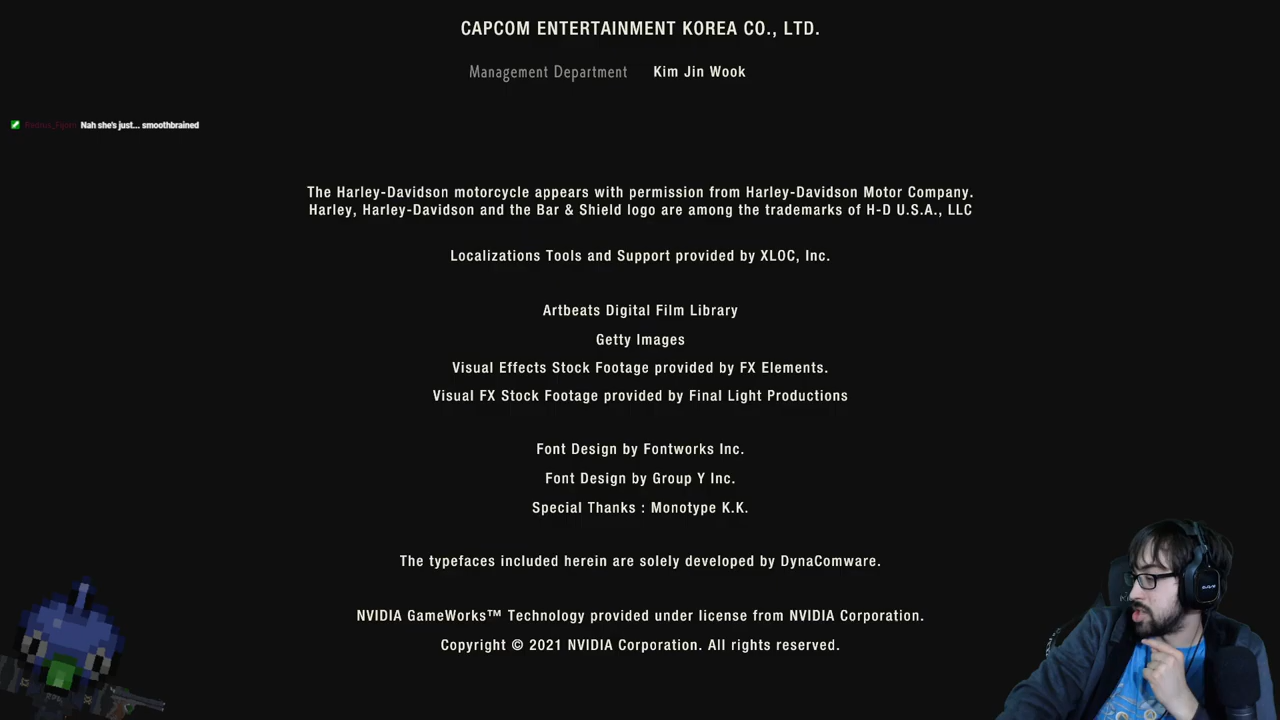 CAPCOM ENTERTAINMENT KOREA CO., LTD.
Management Department Kim Jin Wook
Nah she's just... smoothbrained
The Harley-Davidson motorcycle appears with permission from Harley-Davidson Motor Company.
Harley, Harley-Davidson and the Bar & Shield logo are among the trademarks of H-D U.S.A., LLC
Localizations Tools and Support provided by XLOC, Inc.
Artbeats Digital Film Library
Getty Images
Visual Effects Stock Footage provided by FX Elements.
Visual FX Stock Footage provided by Final Light Productions
Font Design by Fontworks Inc.
Font Design by Group Y Inc.
Special Thanks : Monotype K.K.
The typefaces included herein are solely developed by DynaComware.
NVIDIA GameWorks™ Technology provided under license from NVIDIA Corporation.
Copyright © 2021 NVIDIA Corporation. All rights reserved.